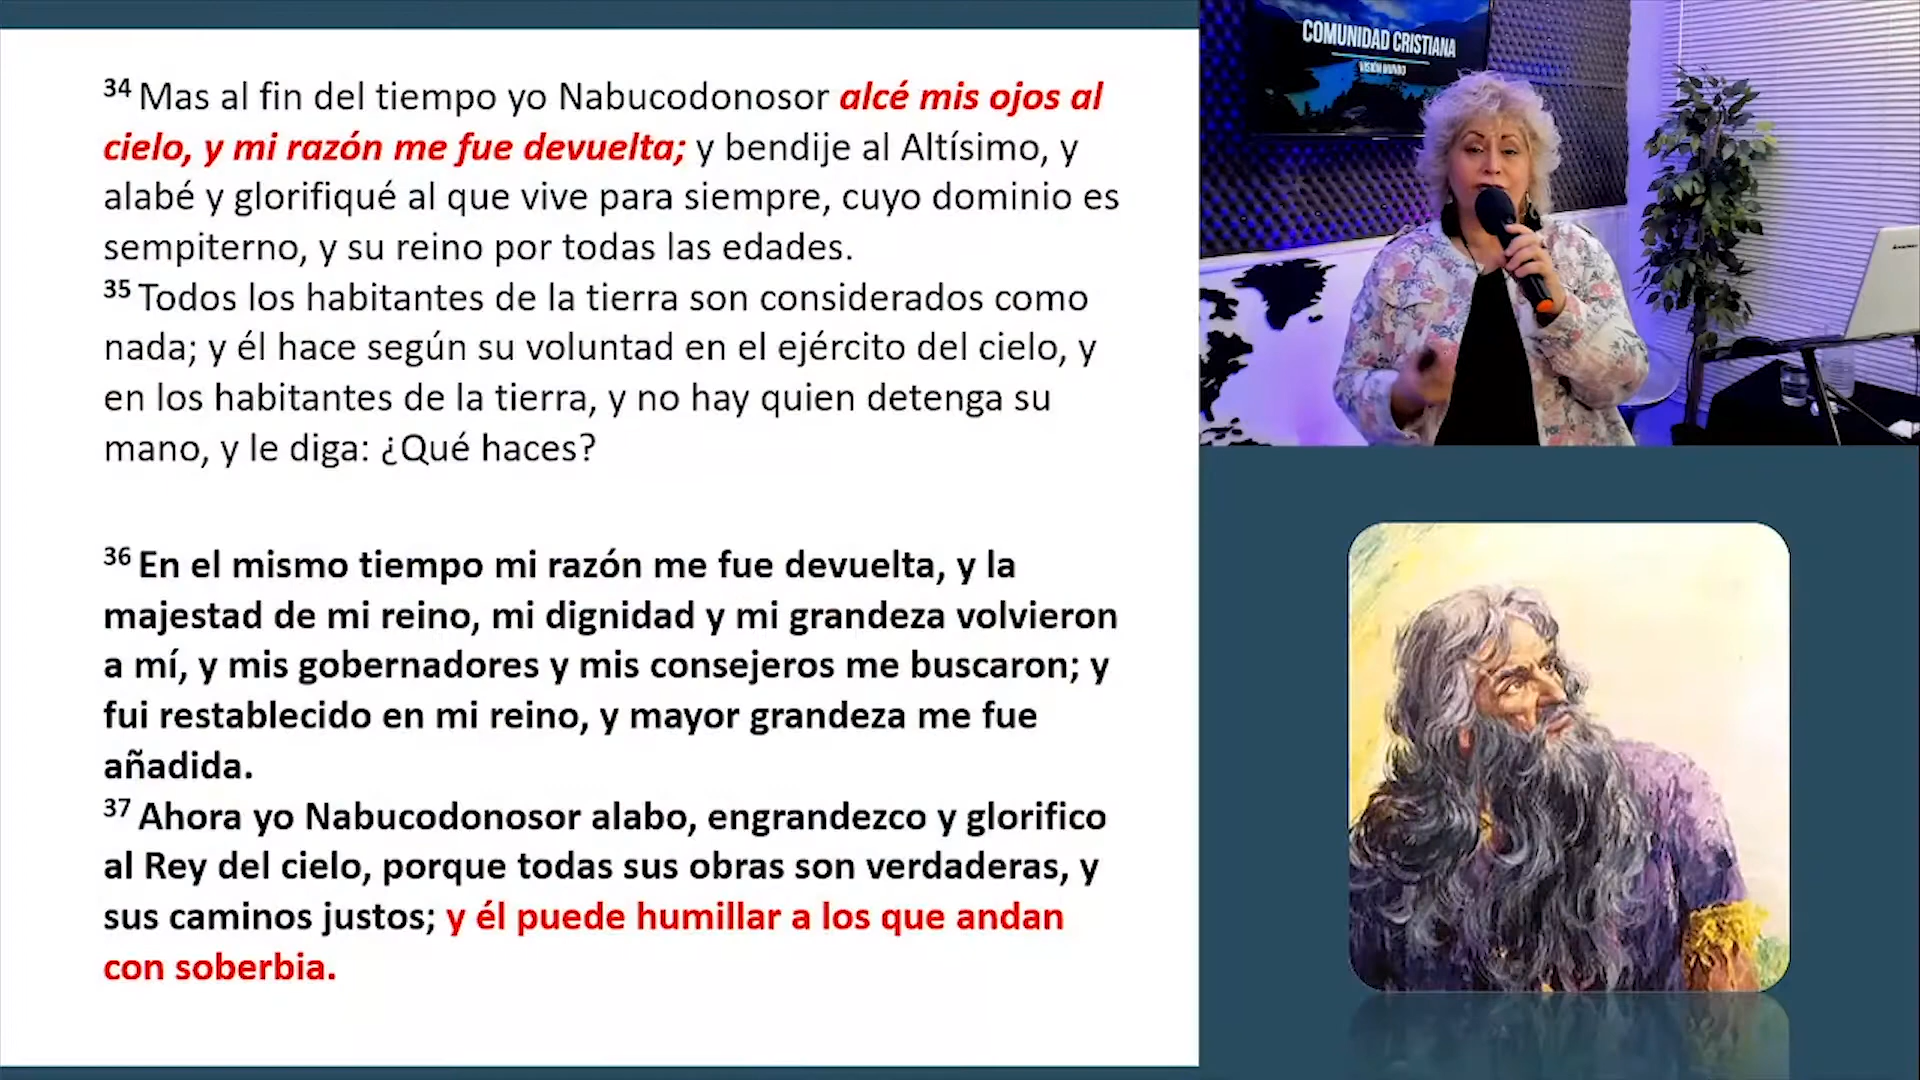 34 Mas al fin del tiempo yo Nabucodonosor alcé mis ojos al
cielo, y mi razón me fue devuelta; y bendije al Altísimo, y
alabé y glorifiqué al que vive para siempre, cuyo dominio es
sempiterno, y su reino por todas las edades.
35 Todos los habitantes de la tierra son considerados como
nada; y él hace según su voluntad en el ejército del cielo, y
en los habitantes de la tierra, y no hay quien detenga su
mano, y le diga: ¿Qué haces?
36 En el mismo tiempo mi razón me fue devuelta, y la
majestad de mi reino, mi dignidad y mi grandeza volvieron
a mí, y mis gobernadores y mis consejeros me buscaron; y
fui restablecido en mi reino, y mayor grandeza me fue
añadida.
37 Ahora yo Nabucodonosor alabo, engrandezco y glorifico
al Rey del cielo, porque todas sus obras son verdaderas, y
sus caminos justos; y él puede humillar a los que andan
con soberbia.
COMUNIDAD CRISTIANA
VISIÓN MUNDO